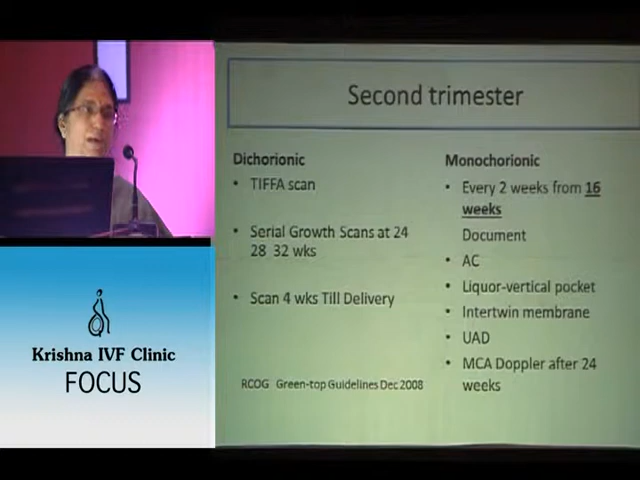 Second trimester
Dichorionic
• TIFFA scan
• Serial Growth Scans at 24
28 32 wks
• Scan 4 wks Till Delivery
RCOG Green-top Guidelines Dec 2008
Monochorionic
• Every 2 weeks from 16
weeks
Document
• AC
• Liquor-vertical pocket
• Intertwin membrane
• UAD
• MCA Doppler after 24
weeks
Krishna IVF Clinic
FOCUS